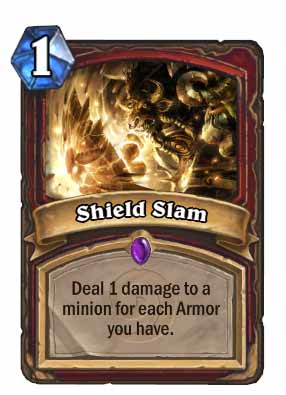 1
Shield Slam
Deal 1 damage to a
minion for each Armor
you have.